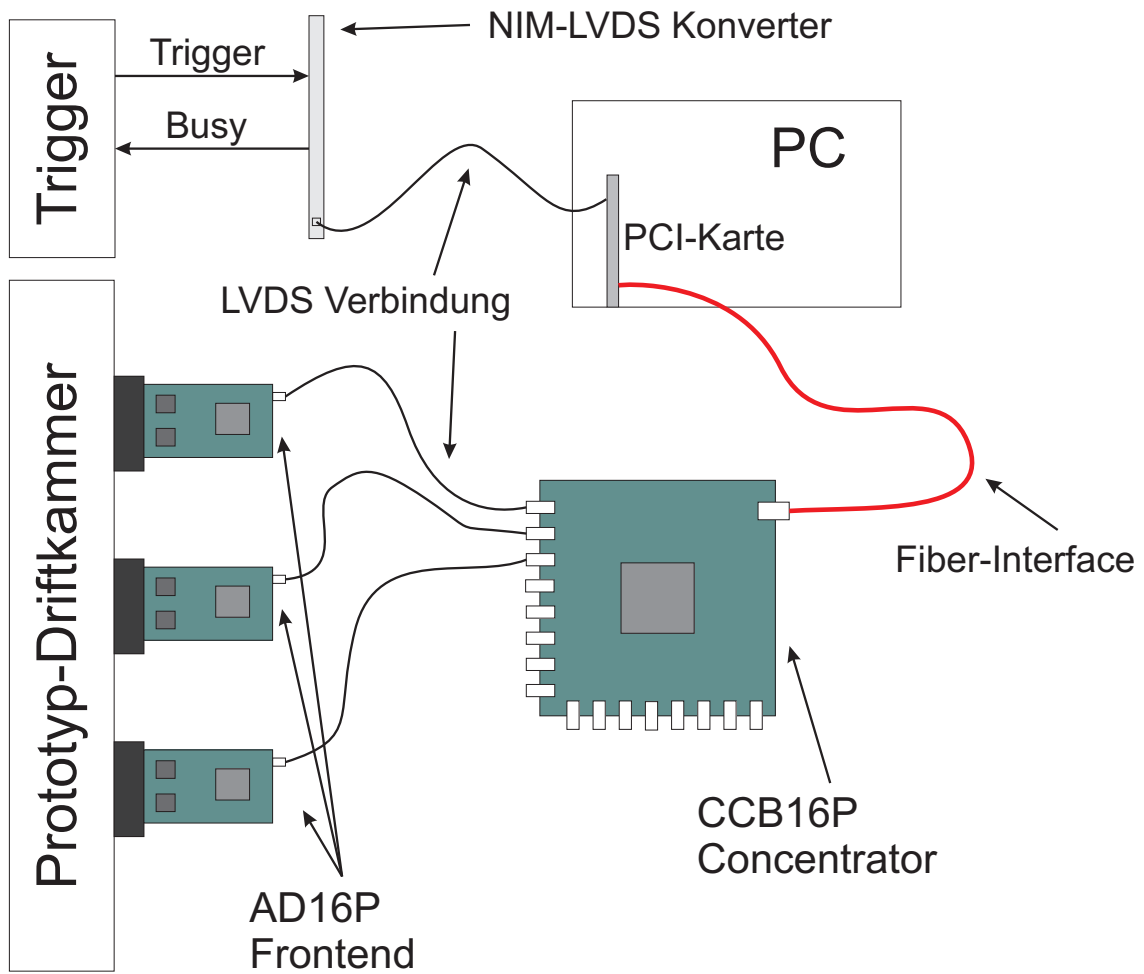 NIM-LVDS Konverter
Trigger
Trigger
Busy
PC
PCI-Karte
LVDS Verbindung
Prototyp-Driftkammer
Fiber-Interface
CCB16P
Concentrator
AD16P
Frontend